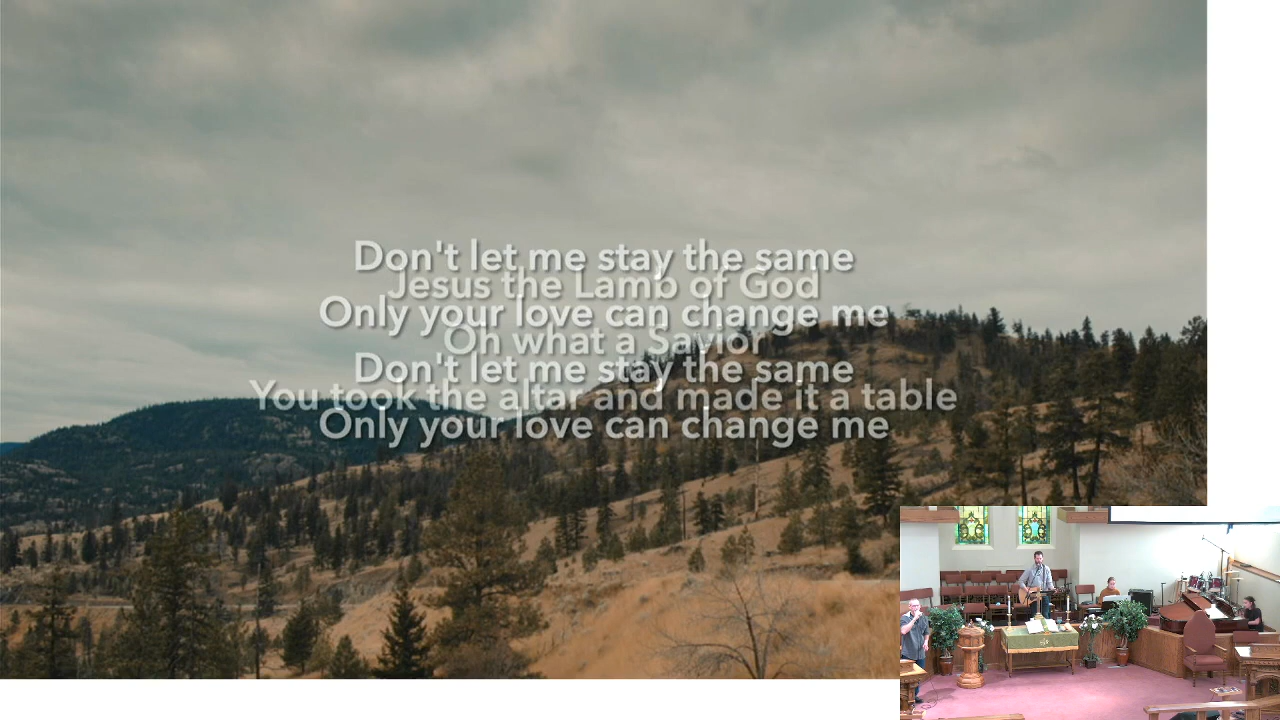 Don't let me stay the same
Jesus the Lamb of God
Only your love can change me
Oh what a Savior
Don't let me stay the same
You took the altar and made it a table
Only your love can change me